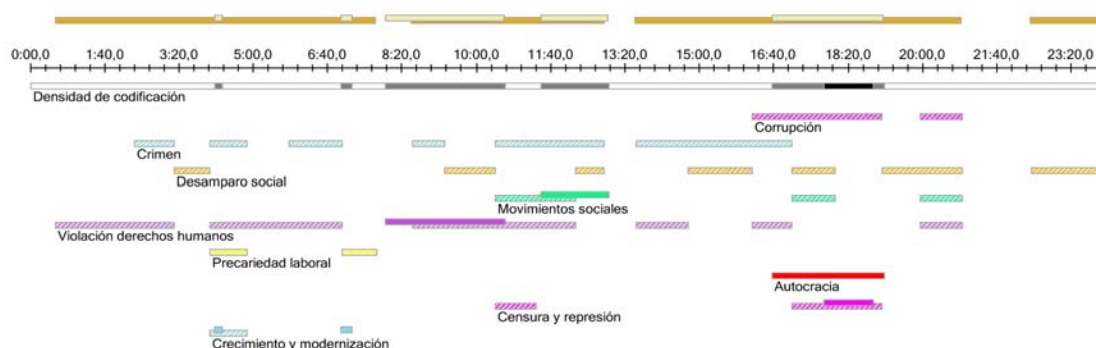 0:00,0 1:40,0 3:20,0 5:00,0 6:40,0 8:20,0 10:00,0 11:40,0 13:20,0 15:00,0 16:40,0 18:20,0 20:00,0 21:40,0 23:20,0
Densidad de codificación
Corrupción
Crimen
Desamparo social
Movimientos sociales
Violación derechos humanos
Precariedad laboral
Autocracia
Censura y represión
Crecimiento y modernización